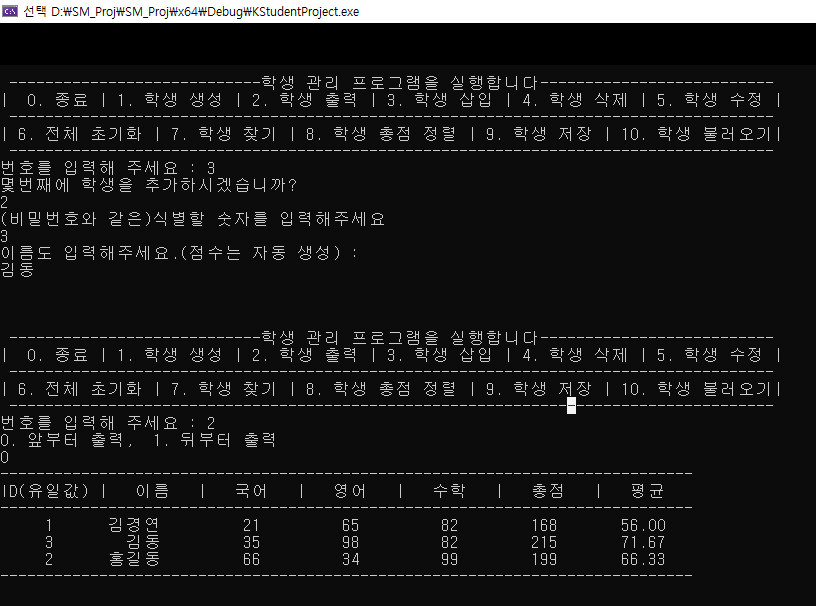 선택 D:\SM_Proj\SM_Proj\x64\Debug\KStudentProject.exe
----------------------------학생 관리 프로그램을 실행합니다--------------------------
| 0. 종료 | 1. 학생 생성 | 2. 학생 출력 | 3. 학생 삽입 | 4. 학생 삭제 | 5. 학생 수정 |
| 6. 전체 초기화 | 7. 학생 찾기 | 8. 학생 총점 정렬 | 9. 학생 저장 | 10. 학생 불러오기|
번호를 입력해 주세요 : 3
몇번째에 학생을 추가하시겠습니까?
2
(비밀번호와 같은)식별할 숫자를 입력해주세요
3
이름도 입력해주세요.(점수는 자동 생성) :
김동
----------------------------학생 관리 프로그램을 실행합니다--------------------------
| 0. 종료 | 1. 학생 생성 | 2. 학생 출력 | 3. 학생 삽입 | 4. 학생 삭제 | 5. 학생 수정 |
| 6. 전체 초기화 | 7. 학생 찾기 | 8. 학생 총점 정렬 | 9. 학생 저장 | 10. 학생 불러오기|
번호를 입력해 주세요 : 2
0. 앞부터 출력, 1. 뒤부터 출력
0
ID(유일값) | 이름 | 국어 | 영어 | 수학 | 총점 | 평균
1 김경연 21 65 82 168 56.00
3 김동 35 98 82 215 71.67
2 홍길동 66 34 99 199 66.33